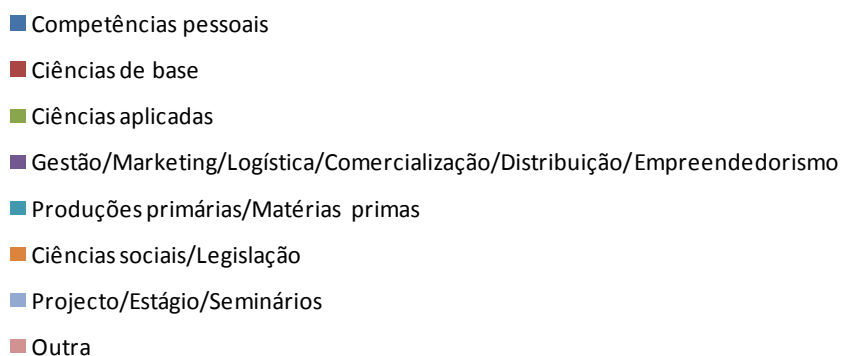 Competências pessoais
Ciências de base
Ciências aplicadas
Gestão/Marketing/Logística/Comercialização/Distribuição/Empreendedorismo
Produções primárias/Matérias primas
Ciências sociais/Legislação
Projecto/Estágio/Seminários
Outra